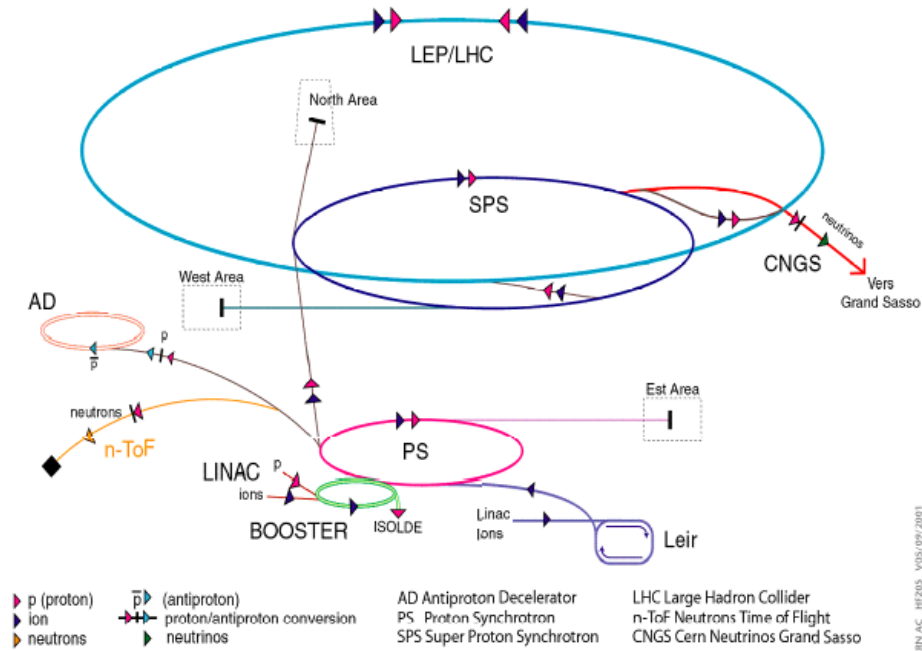 LEP/LHC
North Area
SPS
neutrinos
CNGS
Vers
Grand Sasso
West Area
AD
p
p̅
Est Area
neutrons
n-ToF
PS
LINAC
p
ions
BOOSTER
ISOLDE
Linac
Ions
Leir
p (proton)
ion
neutrons
p̅ (antiproton)
proton/antiproton conversion
neutrinos
AD Antiproton Decelerator
PS Proton Synchrotron
SPS Super Proton Synchrotron
LHC Large Hadron Collider
n-ToF Neutrons Time of Flight
CNGS Cern Neutrinos Grand Sasso